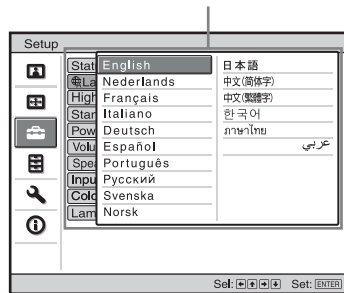 Setup
Stat
La
High
Star
Pow
Volu
Spea
Inpu
Colo
Lam
English
Nederlands
Français
Italiano
Deutsch
Español
Português
Русский
Svenska
Norsk
日本語
中文(简体字)
中文(繁體字)
한국어
ภาษาไทย
عربي
Sel: Set: ENTER